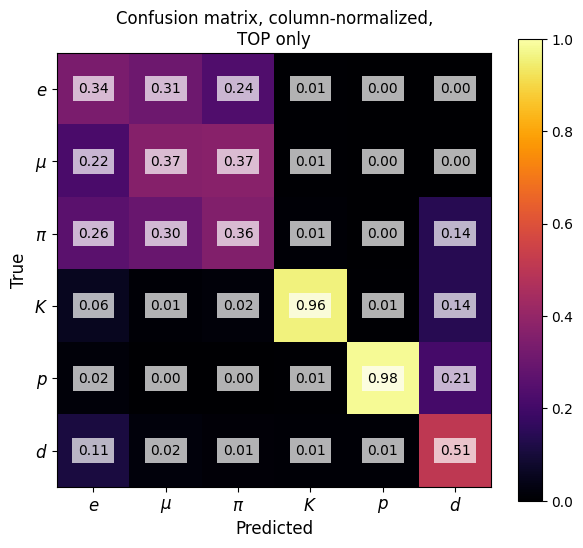 Confusion matrix, column-normalized,
TOP only
True
e 0.34 0.31 0.24 0.01 0.00 0.00
μ 0.22 0.37 0.37 0.01 0.00 0.00
π 0.26 0.30 0.36 0.01 0.00 0.14
K 0.06 0.01 0.02 0.96 0.01 0.14
p 0.02 0.00 0.00 0.01 0.98 0.21
d 0.11 0.02 0.01 0.01 0.01 0.51
e μ π K p d
Predicted
1.0
0.8
0.6
0.4
0.2
0.0